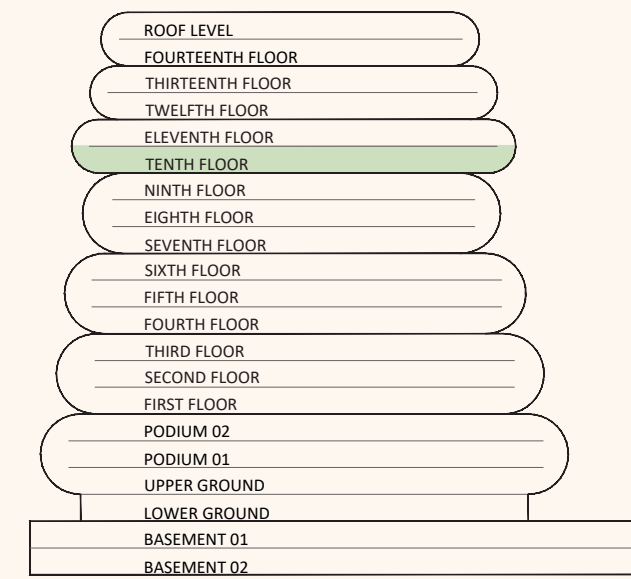 ROOF LEVEL
FOURTEENTH FLOOR
THIRTEENTH FLOOR
TWELFTH FLOOR
ELEVENTH FLOOR
TENTH FLOOR
NINTH FLOOR
EIGHTH FLOOR
SEVENTH FLOOR
SIXTH FLOOR
FIFTH FLOOR
FOURTH FLOOR
THIRD FLOOR
SECOND FLOOR
FIRST FLOOR
PODIUM 02
PODIUM 01
UPPER GROUND
LOWER GROUND
BASEMENT 01
BASEMENT 02